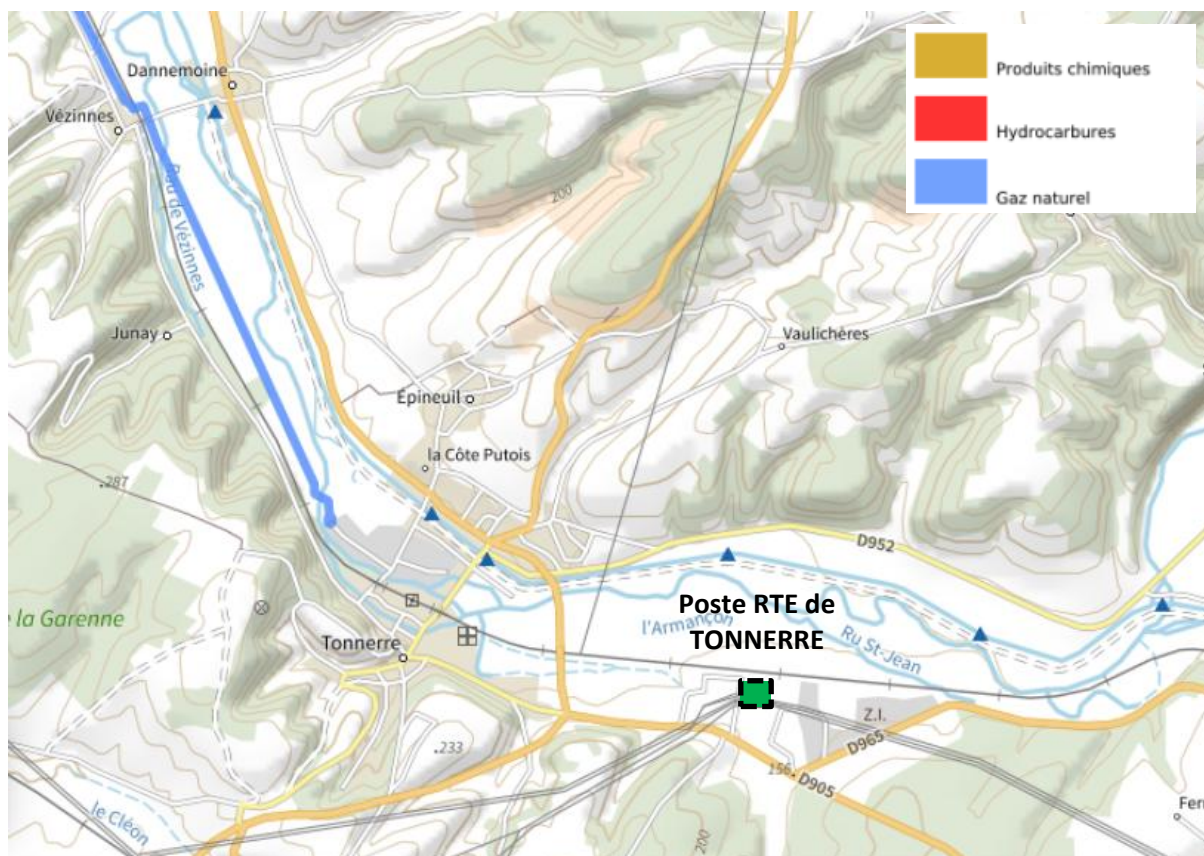 Dannemoine
Vézinnes
Ru de Vézinnes
Junay
200
Produits chimiques
Hydrocarbures
Gaz naturel
Vaulichères
Épineuil
la Côte Putois
.287
D952
e la Garenne
Poste RTE de
TONNERRE
l'Armançon
Ru St-Jean
Tonnerre
Z.I.
D965
.233
156.
D905
le Cléon
200
Ferr